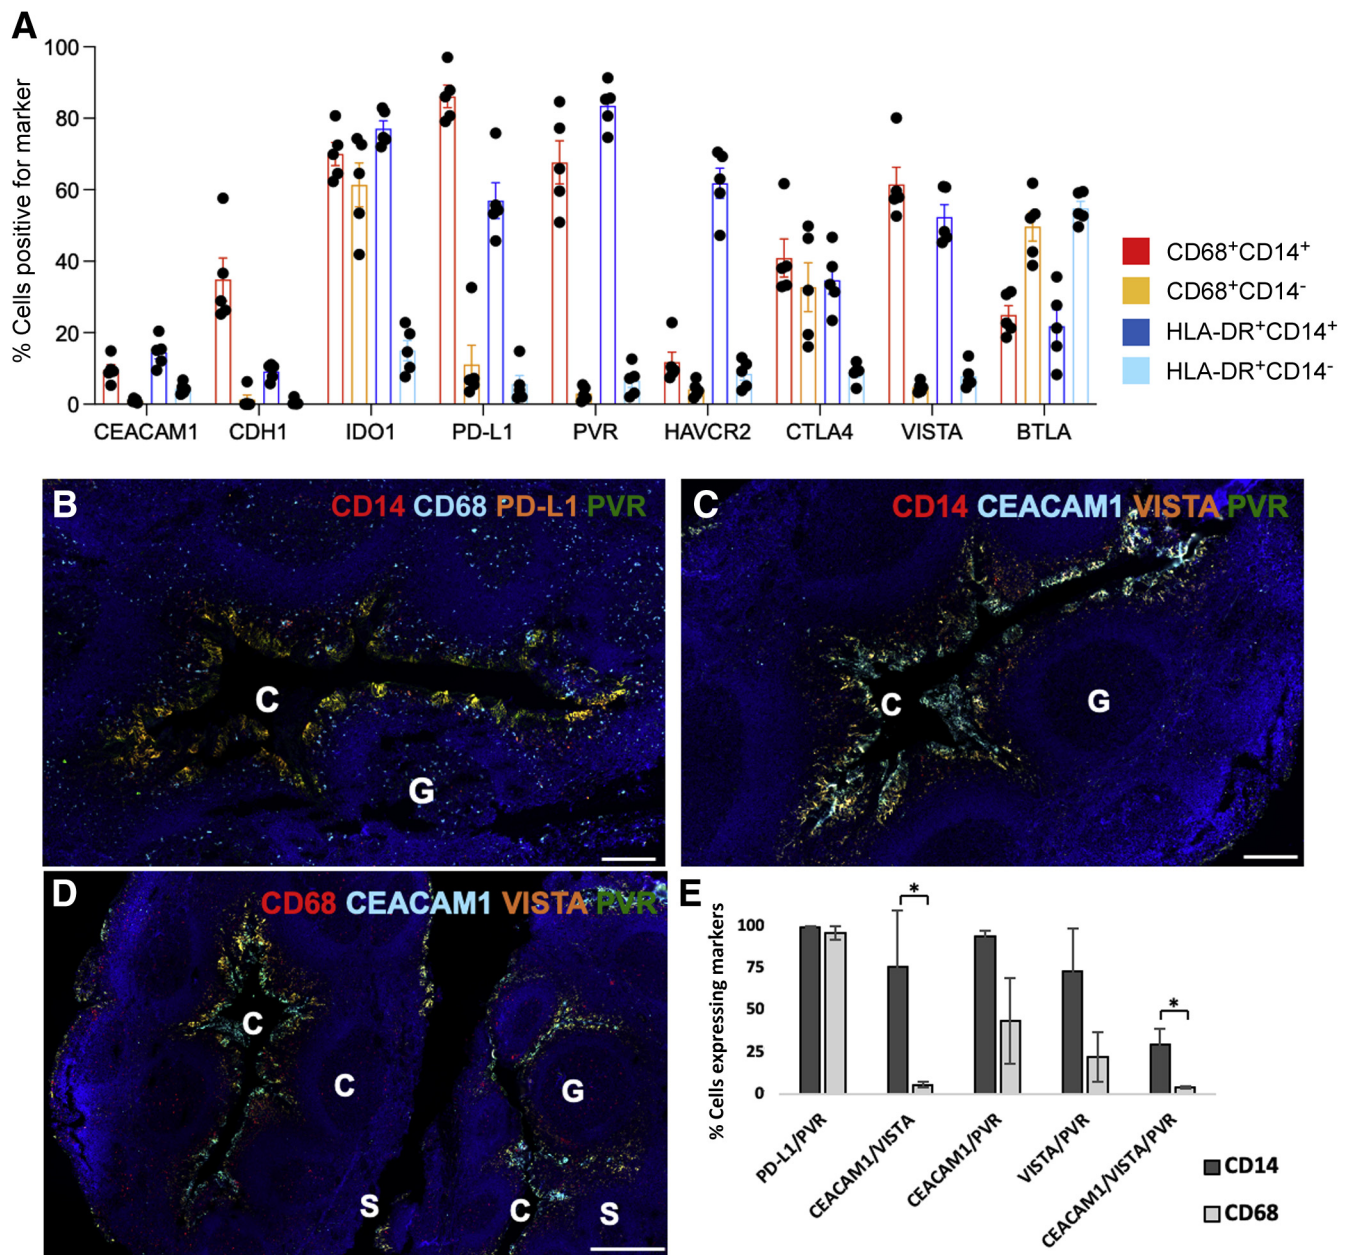 A
% Cells positive for marker
100
80
60
40
20
0
CEACAM1 CDH1 IDO1 PD-L1 PVR HAVCR2 CTLA4 VISTA BTLA
CD68+CD14+
CD68+CD14-
HLA-DR+CD14+
HLA-DR+CD14-
B
CD14 CD68 PD-L1 PVR
C
G
C
CD14 CEACAM1 VISTA PVR
C
G
D
CD68 CEACAM1 VISTA PVR
C
C
G
S
C
S
E
% Cells expressing markers
100
75
50
25
0
*
*
PD-L1/PVR
CEACAM1/VISTA
CEACAM1/PVR
VISTA/PVR
CEACAM1/VISTA/PVR
CD14
CD68